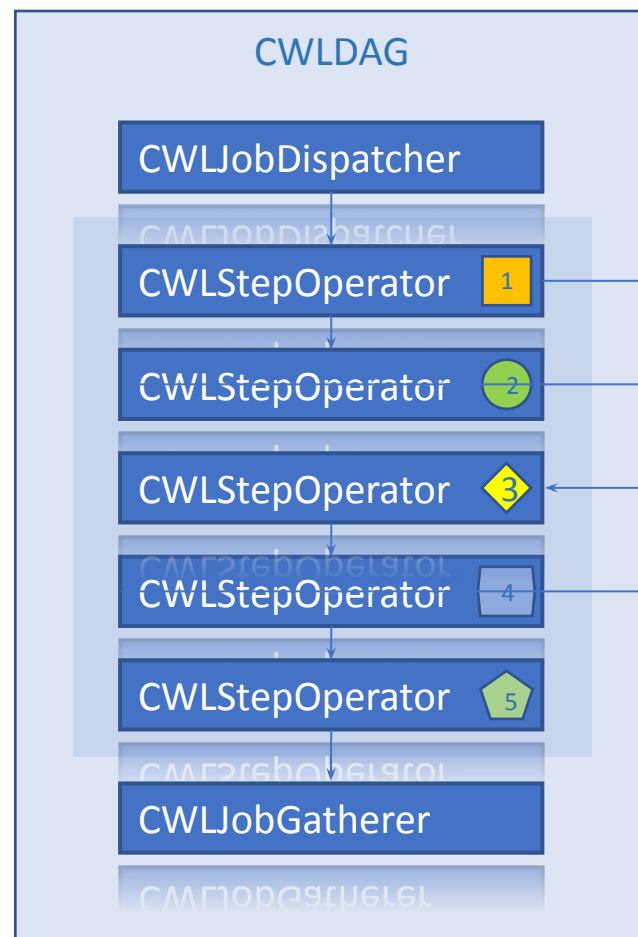 CWLDAG
CWLJobDispatcher
CWLStepOperator 1
CWLStepOperator 2
CWLStepOperator 3
CWLStepOperator 4
CWLStepOperator 5
CWLJobGatherer